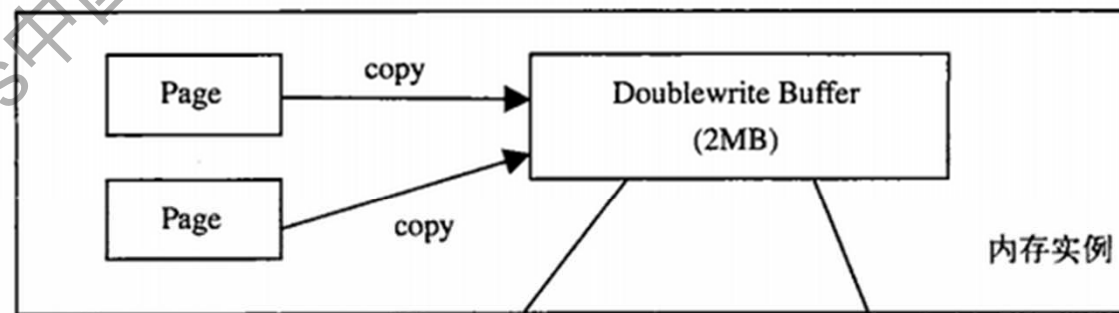 Page
copy
Doublewrite Buffer
(2MB)
Page
copy
内存实例